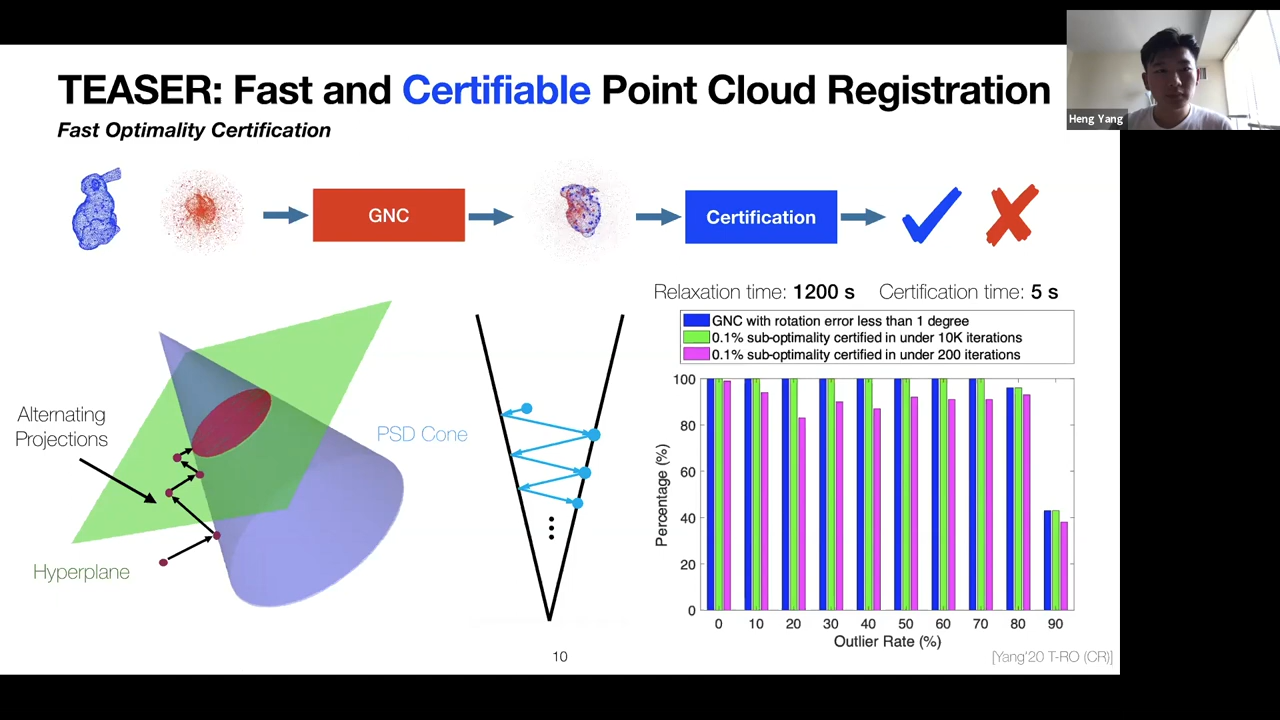 TEASER: Fast and Certifiable Point Cloud Registration
Fast Optimality Certification
Heng Yang
GNC
Certification
Relaxation time: 1200 s Certification time: 5 s
GNC with rotation error less than 1 degree
0.1% sub-optimality certified in under 10K iterations
0.1% sub-optimality certified in under 200 iterations
Alternating
Projections
Hyperplane
PSD Cone
100
80
60
40
20
0
Percentage (%)
0 10 20 30 40 50 60 70 80 90
Outlier Rate (%)
10
[Yang'20 T-RO (CR)]